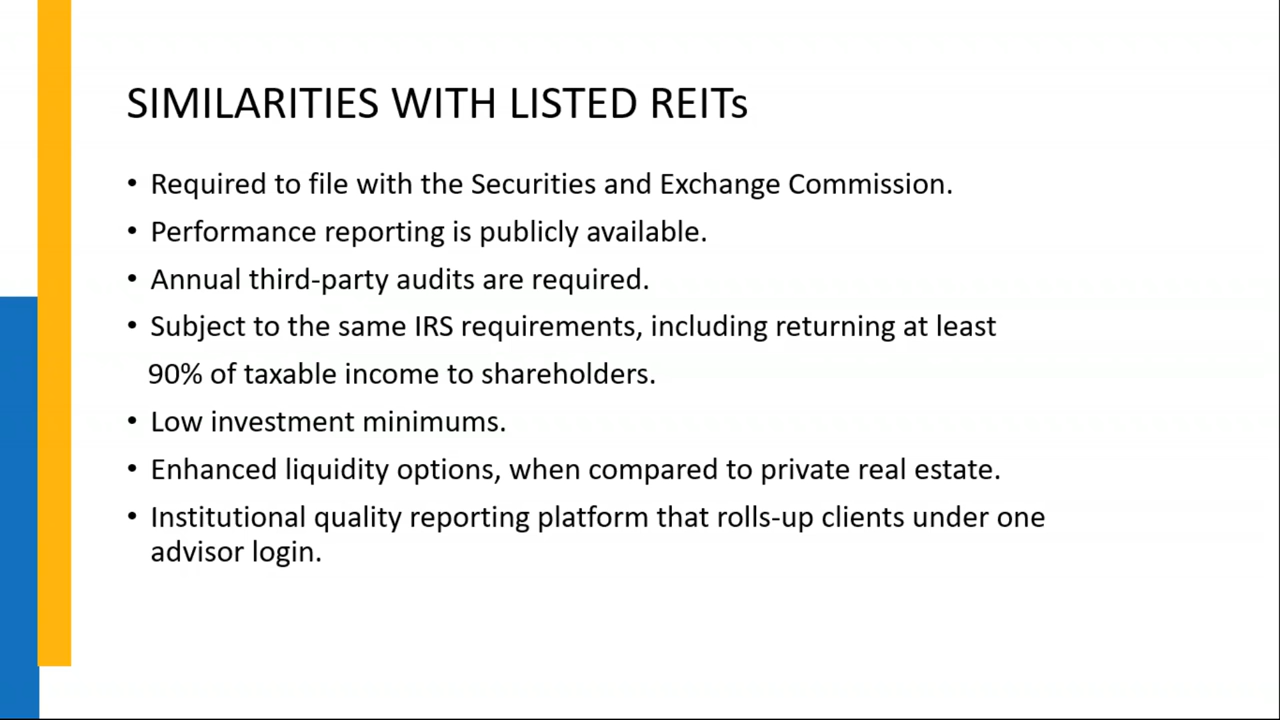 SIMILARITIES WITH LISTED REITs
• Required to file with the Securities and Exchange Commission.
• Performance reporting is publicly available.
• Annual third-party audits are required.
• Subject to the same IRS requirements, including returning at least
90% of taxable income to shareholders.
• Low investment minimums.
• Enhanced liquidity options, when compared to private real estate.
• Institutional quality reporting platform that rolls-up clients under one
advisor login.